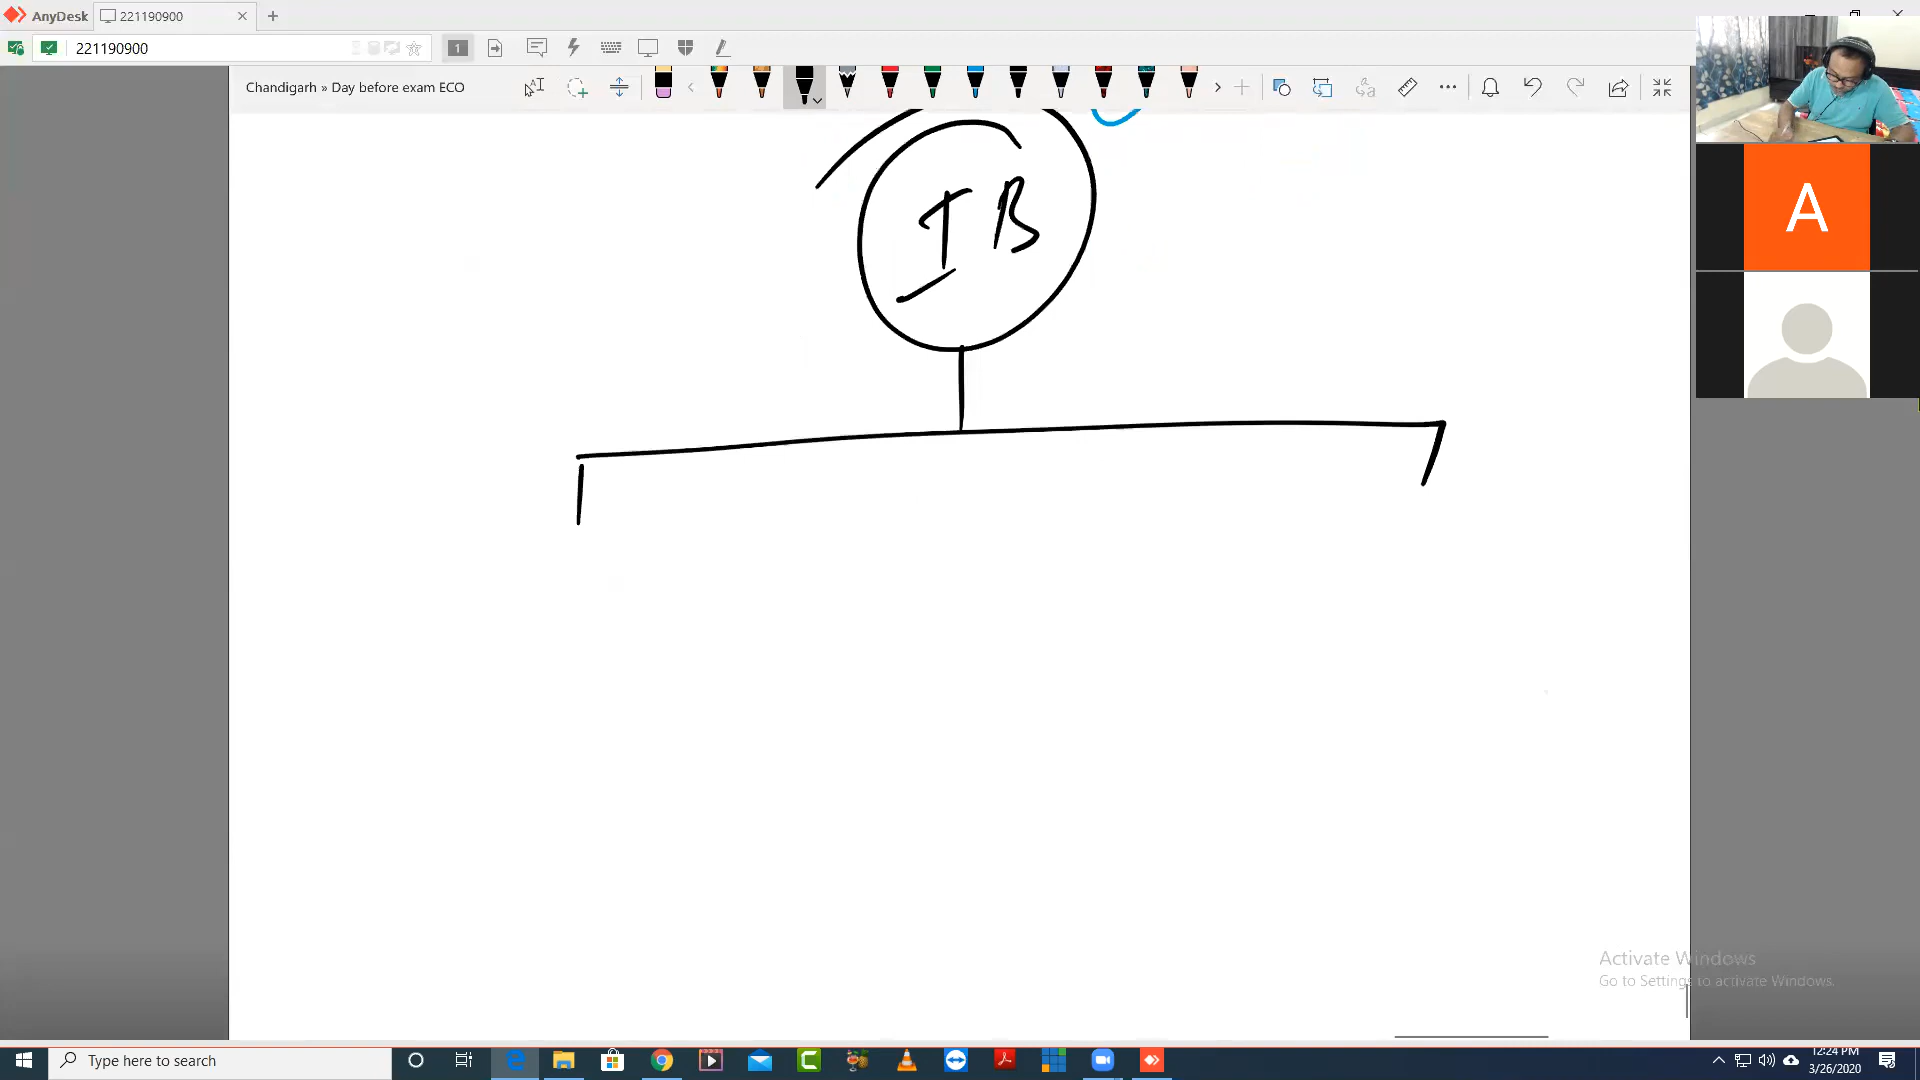 AnyDesk
221190900
221190900
1
Chandigarh » Day before exam ECO
A
IB
Activate Windows
Go to Settings to activate Windows.
Type here to search
12:24 PM
3/26/2020